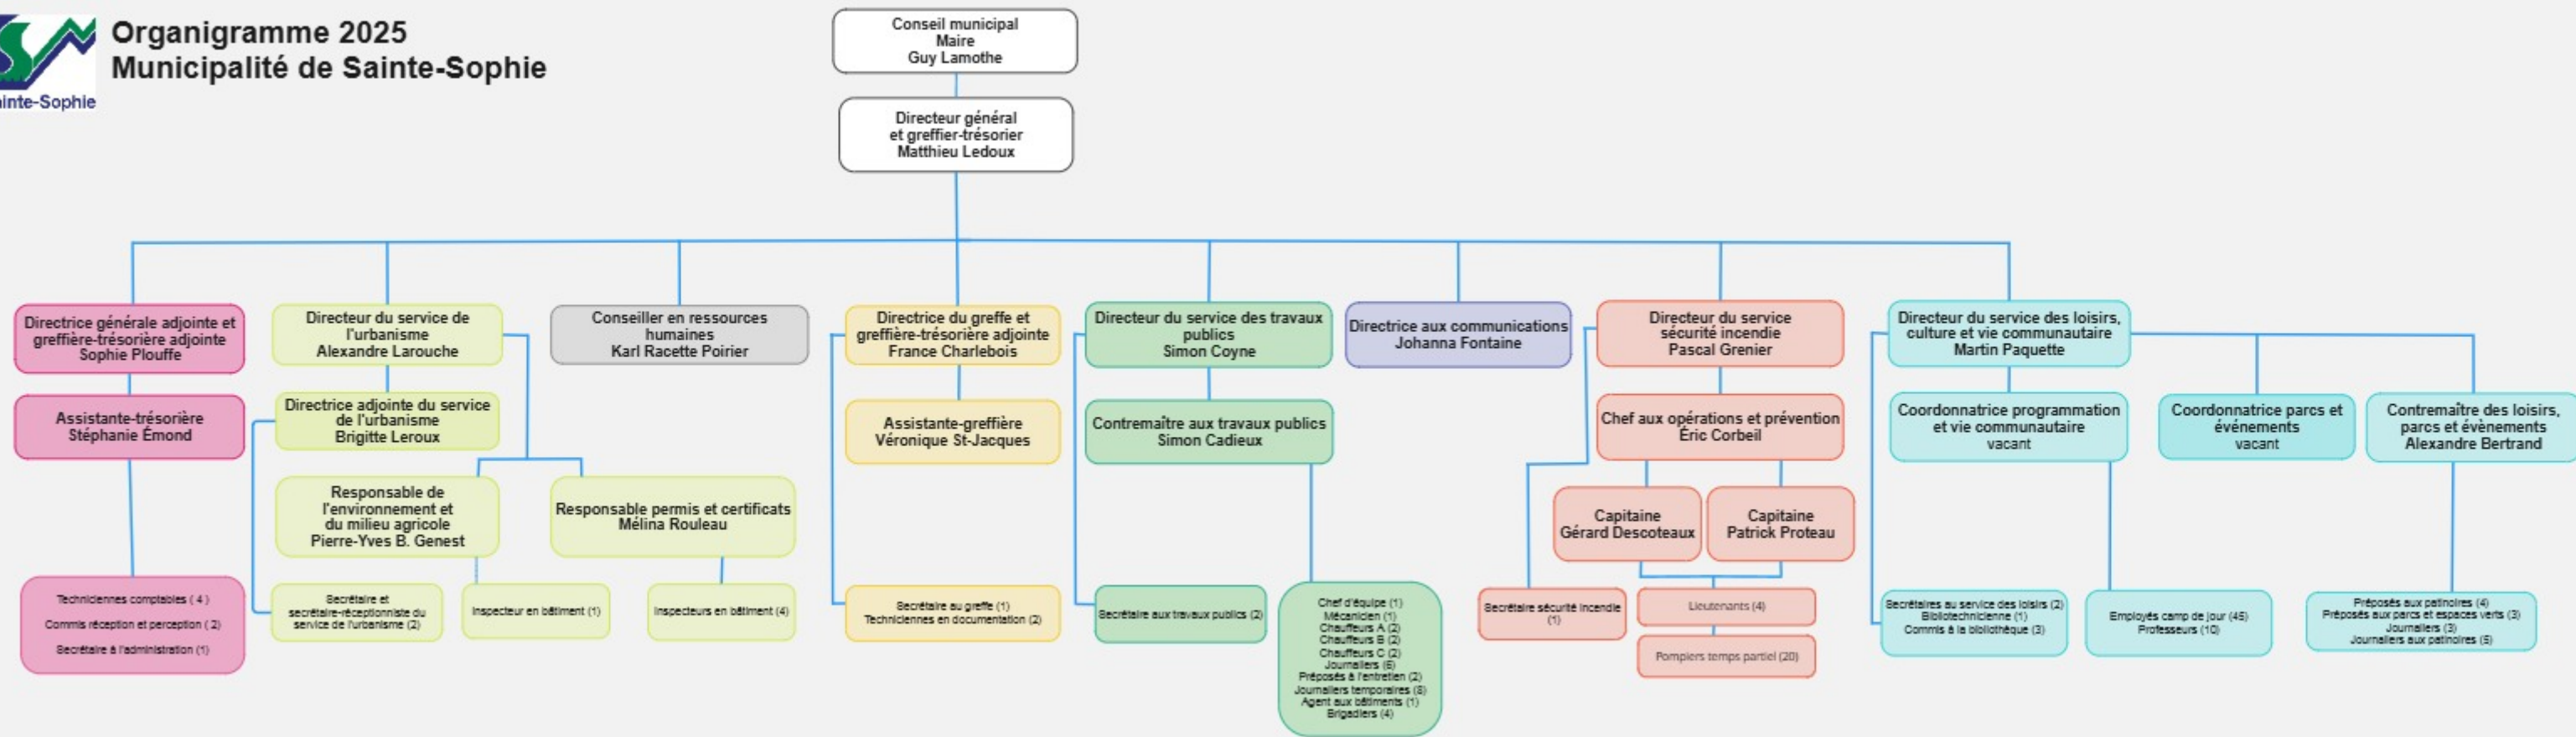 Organigramme 2025
Municipalité de Sainte-Sophie
ainte-Sophie
Conseil municipal
Maire
Guy Lamothe
Directeur général
et greffier-trésorier
Matthieu Ledoux
Directrice générale adjointe et
greffière-trésorière adjointe
Sophie Plouffe
Assistante-trésorière
Stéphanie Émond
Techniciennes comptables ( 4 )
Commis réception et perception ( 2)
Secrétaire à l'administration (1)
Directeur du service de
l'urbanisme
Alexandre Larouche
Directrice adjointe du service
de l'urbanisme
Brigitte Leroux
Responsable de
l'environnement et
du milieu agricole
Pierre-Yves B. Genest
Responsable permis et certificats
Mélina Rouleau
Secrétaire et
secrétaire-réceptionniste du
service de l'urbanisme (2)
Inspecteur en bâtiment (1)
Inspecteurs en bâtiment (4)
Conseiller en ressources
humaines
Karl Racette Poirier
Directrice du greffe et
greffière-trésorière adjointe
France Charlebois
Assistante-greffière
Véronique St-Jacques
Secrétaire au greffe (1)
Techniciennes en documentation (2)
Directeur du service des travaux
publics
Simon Coyne
Contremaître aux travaux publics
Simon Cadieux
Secrétaire aux travaux publics (2)
Chef d'équipe (1)
Mécanicien (1)
Chauffeurs A (2)
Chauffeurs B (2)
Chauffeurs C (2)
Journaliers
Préposés à l'entretien (2)
Journaliers temporaires (8)
Agent aux bâtiments (1)
Brigadiers (4)
Directrice aux communications
Johanna Fontaine
Directeur du service
sécurité incendie
Pascal Grenier
Chef aux opérations et prévention
Éric Corbeil
Capitaine
Gérard Descoteaux
Capitaine
Patrick Proteau
Secrétaire sécurité incendie
(1)
Lieutenants (4)
Pompiers temps partiel (20)
Directeur du service des loisirs,
culture et vie communautaire
Martin Paquette
Coordonnatrice programmation
et vie communautaire
vacant
Coordonnatrice parcs et
événements
vacant
Contremaître des loisirs,
parcs et évènements
Alexandre Bertrand
Secrétaires au service des loisirs (2)
Bibliotechnicienne (1)
Commis à la bibliothèque (3)
Employés camp de jour (45)
Professeurs (10)
Préposés aux patinoires (4)
Préposés aux parcs et espaces verts (3)
Journaliers (3)
Journaliers aux patinoires (5)